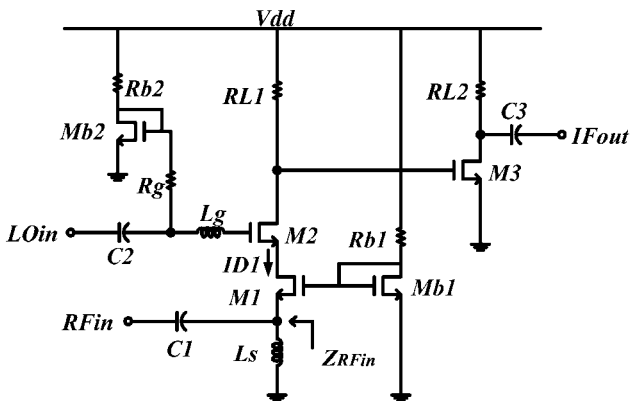 Vdd
Rb2
RL1
RL2
C3
IFout
Mb2
M3
Rg
Lg
LOin
M2
Rb1
C2
ID1
M1
Mb1
RFin
C1
Ls
ZRFin